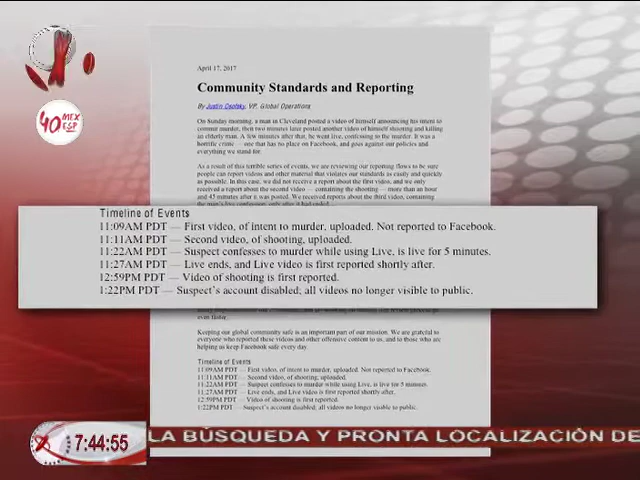 40 MEX
ESP
April 17, 2017
Community Standards and Reporting
By Justin Osofsky, VP, Global Operations
On Sunday morning, a man in Cleveland posted a video of himself announcing his intent to
commit murder, then two minutes later posted another video of himself shooting and killing
an elderly man. A few minutes after that, he went live, confessing to the murder. It was a
horrific crime — one that has no place on Facebook, and goes against our policies and
everything we stand for.
As a result of this terrible series of events, we are reviewing our reporting flows to be sure
people can report videos and other material that violates our standards as easily and quickly
as possible. In this case, we did not receive a report about the first video, and we only
received a report about the second video — containing the shooting — more than an hour
and 45 minutes after it was posted. We received reports about the third video, containing
the man's live confession, only after it had ended.
Timeline of Events
11:09AM PDT — First video, of intent to murder, uploaded. Not reported to Facebook.
11:11AM PDT — Second video, of shooting, uploaded.
11:22AM PDT — Suspect confesses to murder while using Live, is live for 5 minutes.
11:27AM PDT — Live ends, and Live video is first reported shortly after.
12:59PM PDT — Video of shooting is first reported.
1:22PM PDT — Suspect's account disabled; all videos no longer visible to public.
even faster.
Keeping our global community safe is an important part of our mission. We are grateful to
everyone who reported these videos and other offensive content to us, and to those who are
helping us keep Facebook safe every day.
Timeline of Events
11:09AM PDT — First video, of intent to murder, uploaded. Not reported to Facebook.
11:11AM PDT — Second video, of shooting, uploaded.
11:22AM PDT — Suspect confesses to murder while using Live, is live for 5 minutes.
11:27AM PDT — Live ends, and Live video is first reported shortly after.
12:59PM PDT — Video of shooting is first reported.
1:22PM PDT — Suspect's account disabled; all videos no longer visible to public.
7:44:55
LA BÚSQUEDA Y PRONTA LOCALIZACIÓN DE